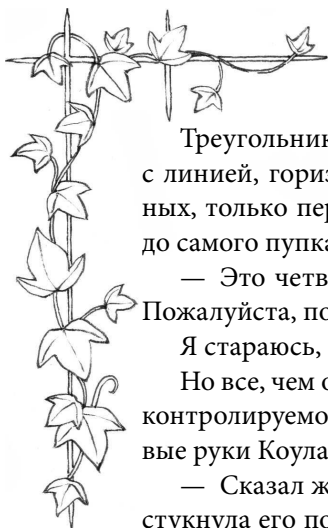 Треугольник
с линией, гориз
ных, только пер
до самого пупка
— Это четв
Пожалуйста, по
Я стараюсь,
Но все, чем о
контролируемо
вые руки Коула
— Сказал ж
стукнула его по